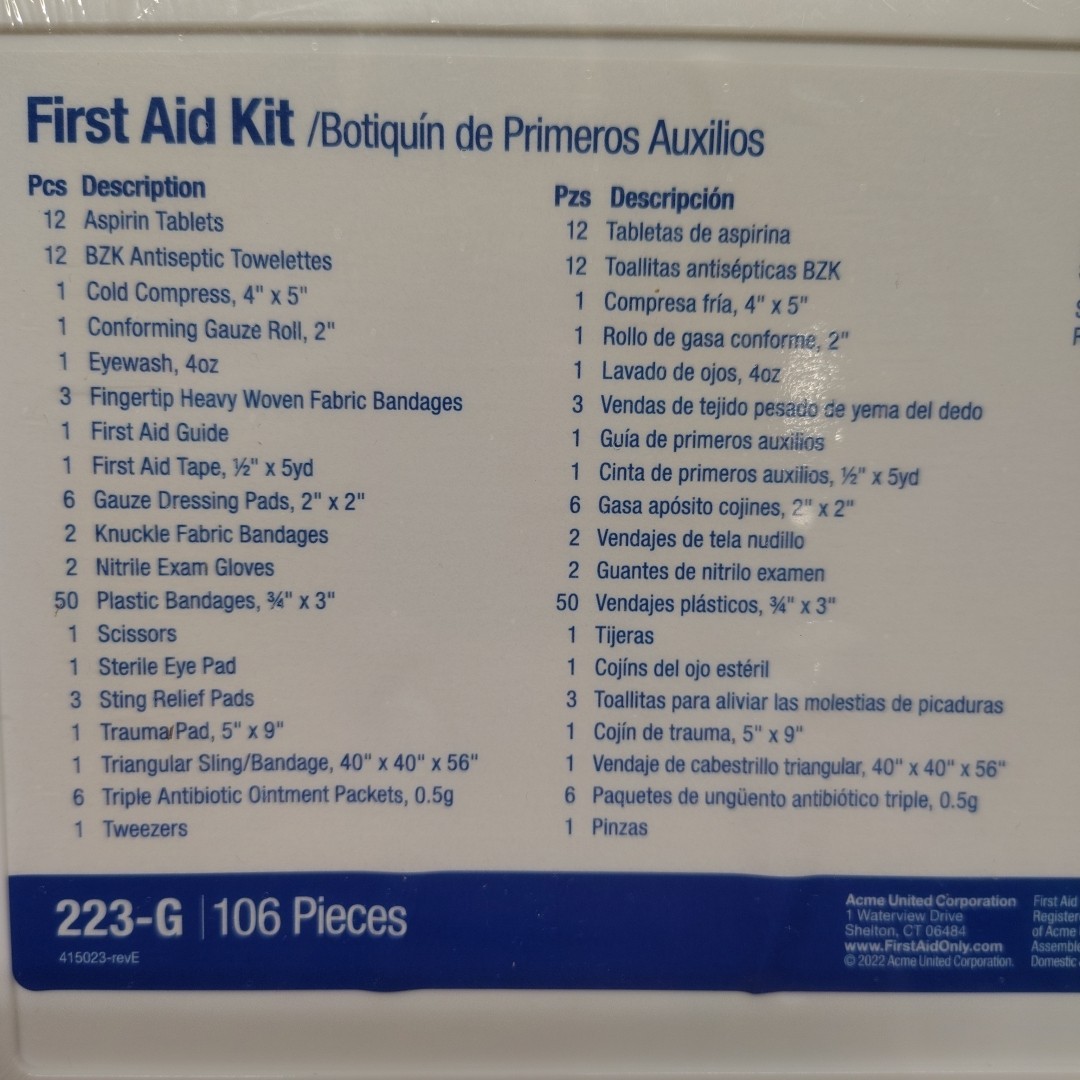 First Aid Kit /Botiquín de Primeros Auxilios
Pcs Description
12 Aspirin Tablets
12 BZK Antiseptic Towelettes
1 Cold Compress, 4" x 5"
1 Conforming Gauze Roll, 2"
1 Eyewash, 4oz
3 Fingertip Heavy Woven Fabric Bandages
1 First Aid Guide
1 First Aid Tape, ½" x 5yd
6 Gauze Dressing Pads, 2" x 2"
2 Knuckle Fabric Bandages
2 Nitrile Exam Gloves
50 Plastic Bandages, ¾" x 3"
1 Scissors
1 Sterile Eye Pad
3 Sting Relief Pads
1 Trauma Pad, 5" x 9"
1 Triangular Sling/Bandage, 40" x 40" x 56"
6 Triple Antibiotic Ointment Packets, 0.5g
1 Tweezers
Pzs Descripción
12 Tabletas de aspirina
12 Toallitas antisépticas BZK
1 Compresa fría, 4" x 5"
1 Rollo de gasa conforme, 2"
1 Lavado de ojos, 4oz
3 Vendas de tejido pesado de yema del dedo
1 Guía de primeros auxilios
1 Cinta de primeros auxilios, ½" x 5yd
6 Gasa apósito cojines, 2" x 2"
2 Vendajes de tela nudillo
2 Guantes de nitrilo examen
50 Vendajes plásticos, ¾" x 3"
1 Tijeras
1 Cojíns del ojo estéril
3 Toallitas para aliviar las molestias de picaduras
1 Cojín de trauma, 5" x 9"
1 Vendaje de cabestrillo triangular, 40" x 40" x 56"
6 Paquetes de ungüento antibiótico triple, 0.5g
1 Pinzas
223-G | 106 Pieces
415023-revE
Acme United Corporation
1 Waterview Drive
Shelton, CT 06484
www.FirstAidOnly.com
© 2022 Acme United Corporation.
First Aid
of Acme
Domestic